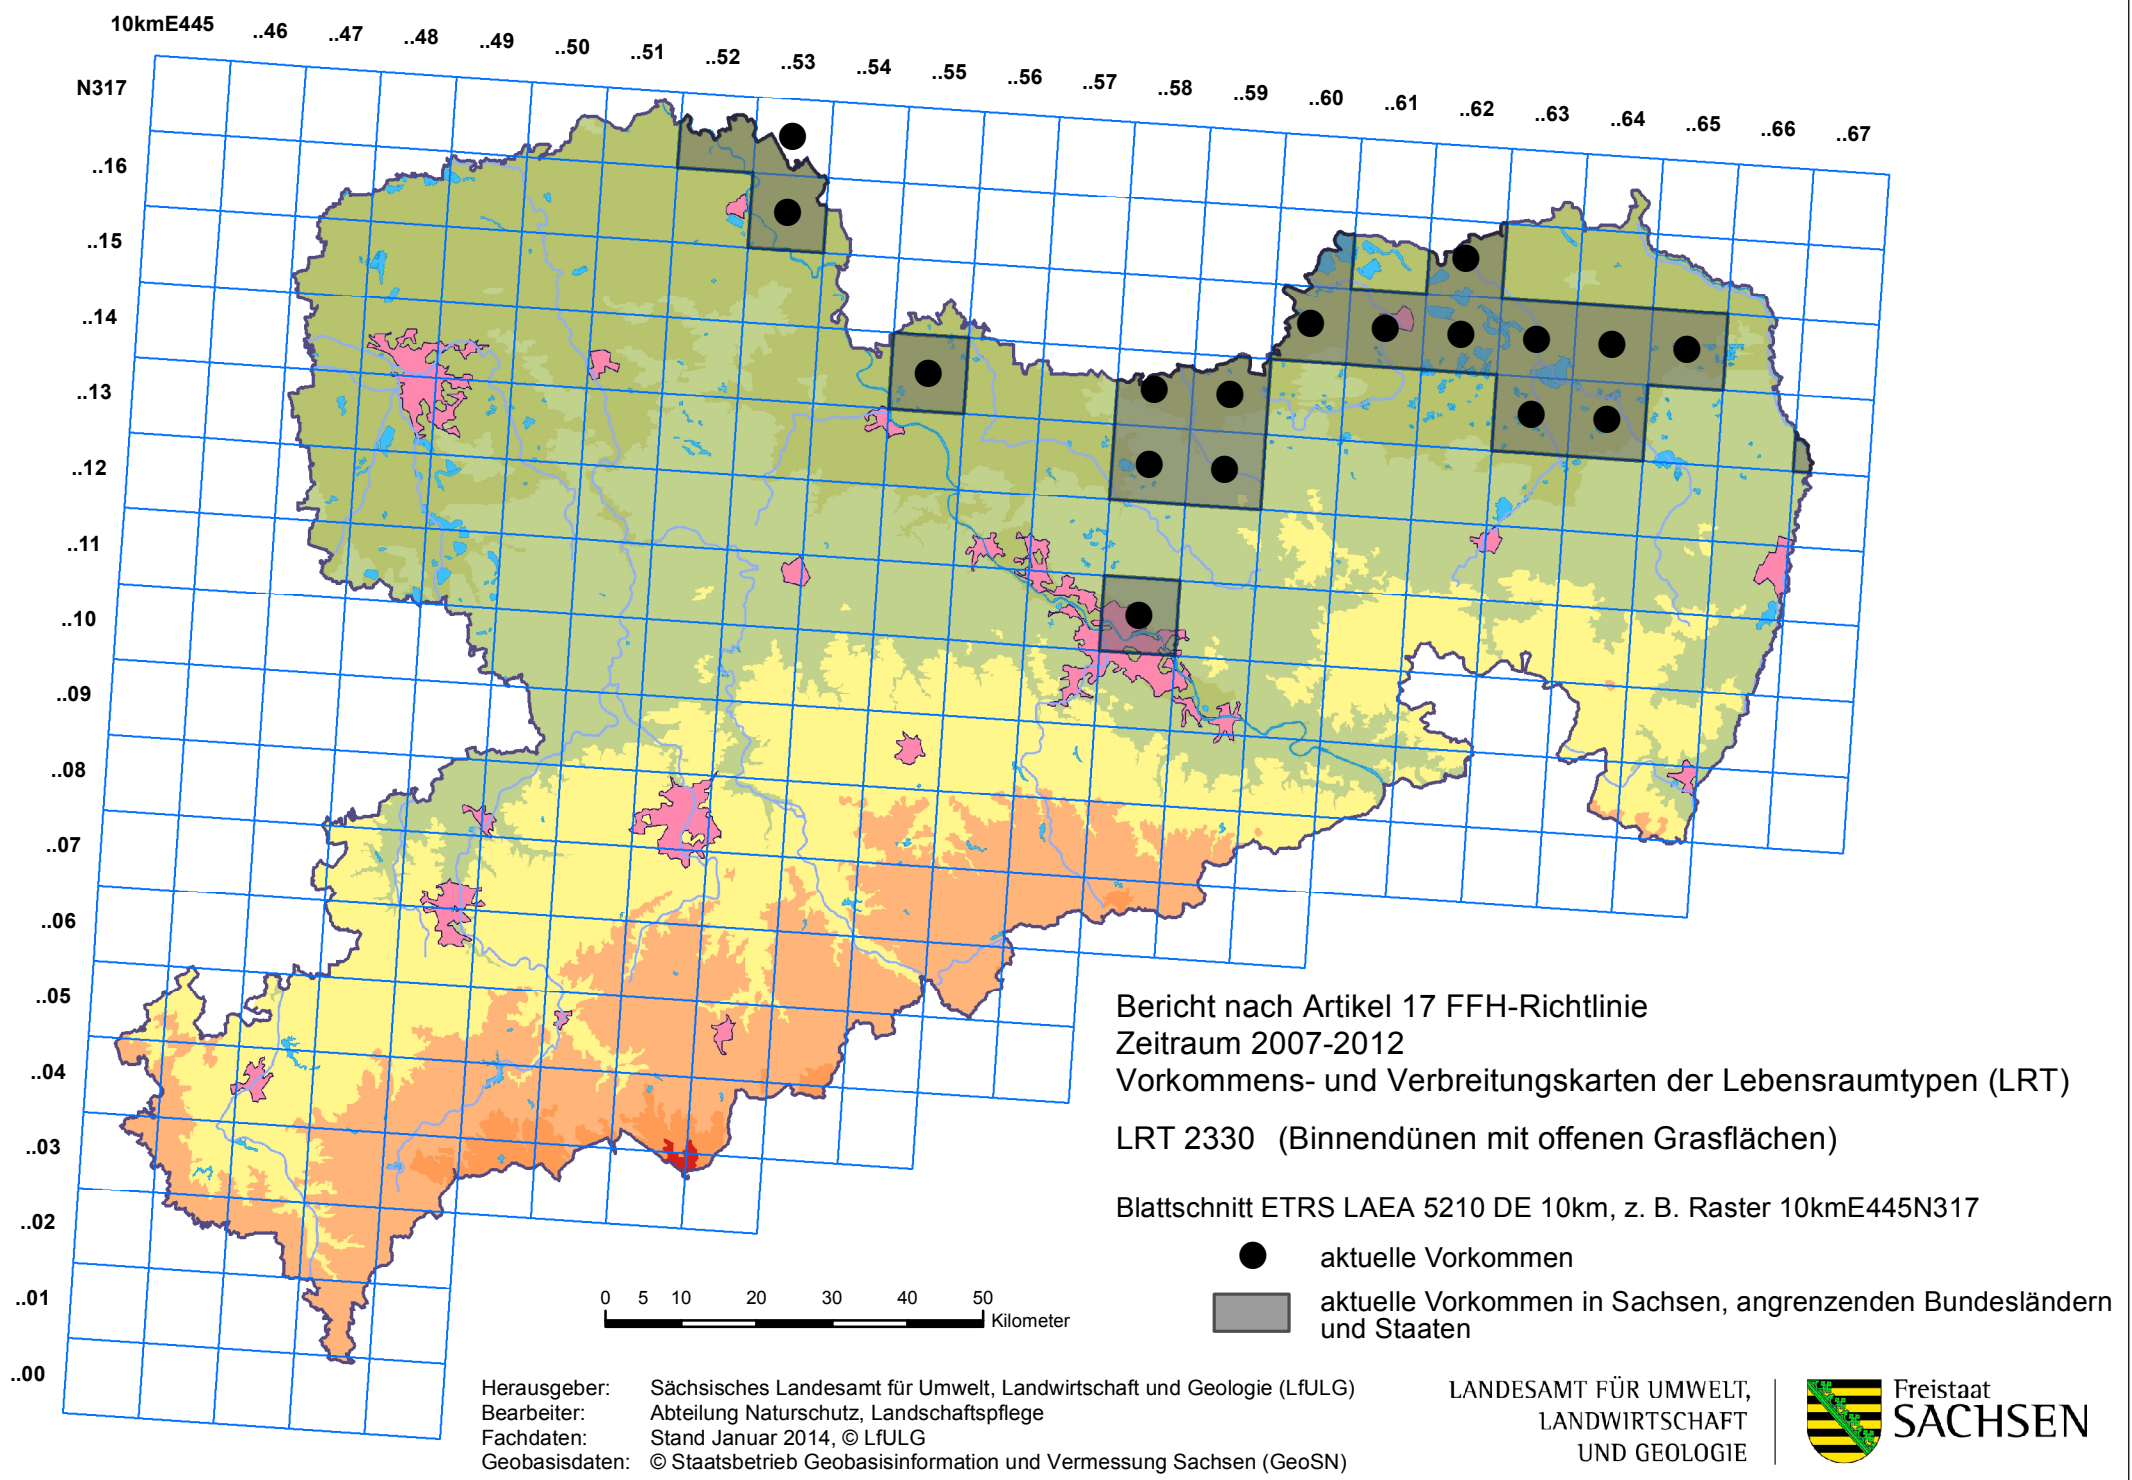 10kmE445 ..46 ..47 ..48 ..49 ..50 ..51 ..52 ..53 ..54 ..55 ..56 ..57 ..58 ..59 ..60 ..61 ..62 ..63 ..64 ..65 ..66 ..67
N317
..16
..15
..14
..13
..12
..11
..10
..09
..08
..07
..06
..05
..04
..03
..02
..01
..00
Bericht nach Artikel 17 FFH-Richtlinie
Zeitraum 2007-2012
Vorkommens- und Verbreitungskarten der Lebensraumtypen (LRT)
LRT 2330 (Binnendünen mit offenen Grasflächen)
Blattschnitt ETRS LAEA 5210 DE 10km, z. B. Raster 10kmE445N317
aktuelle Vorkommen
aktuelle Vorkommen in Sachsen, angrenzenden Bundesländern
und Staaten
0 5 10 20 30 40 50
Kilometer
Herausgeber: Sächsisches Landesamt für Umwelt, Landwirtschaft und Geologie (LfULG)
Bearbeiter: Abteilung Naturschutz, Landschaftspflege
Fachdaten: Stand Januar 2014, © LfULG
Geobasisdaten: © Staatsbetrieb Geobasisinformation und Vermessung Sachsen (GeoSN)
LANDESAMT FÜR UMWELT,
LANDWIRTSCHAFT
UND GEOLOGIE
Freistaat
SACHSEN